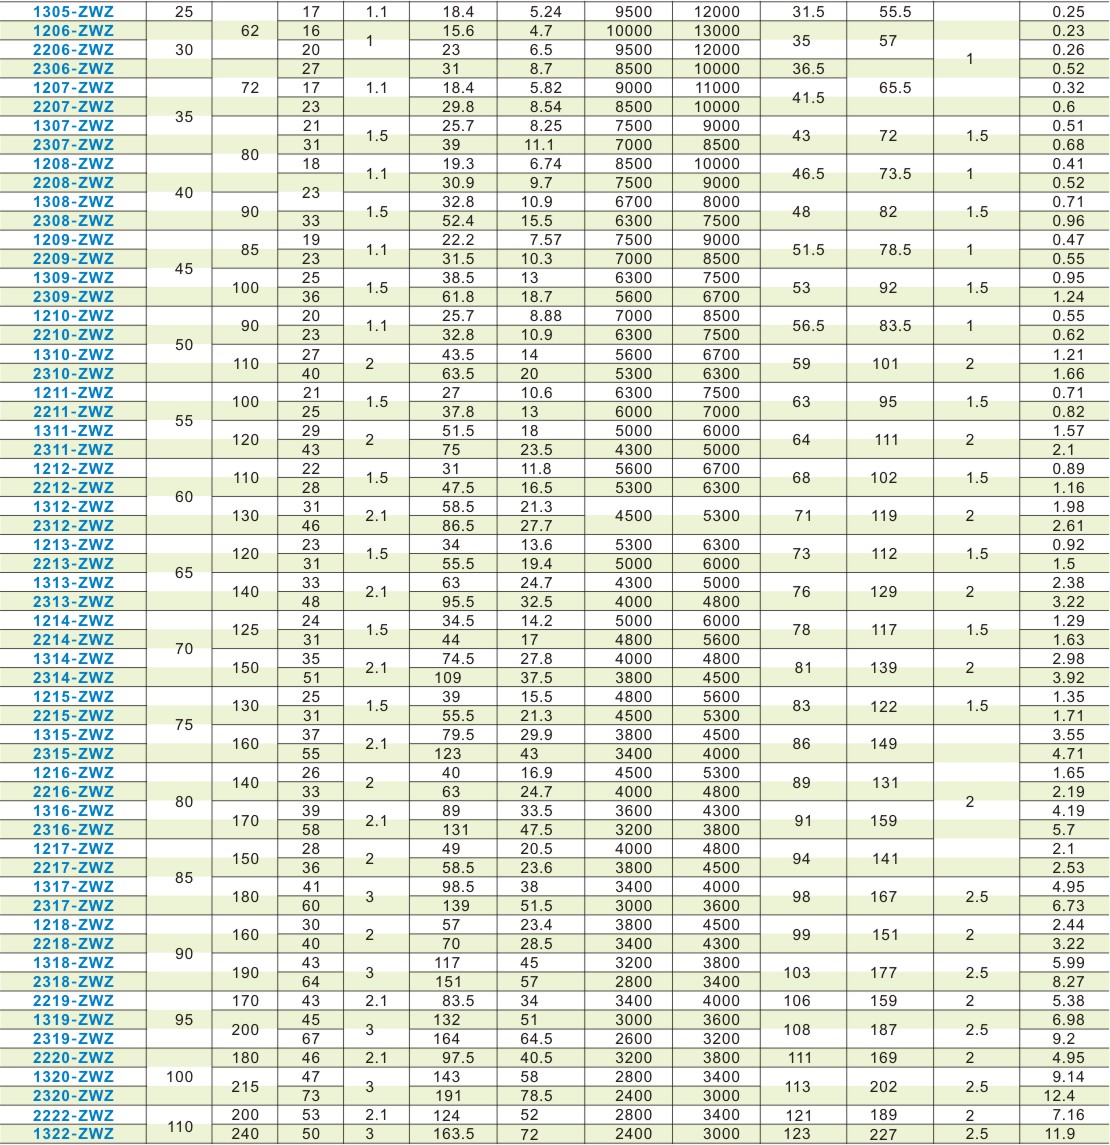 1305-ZWZ 25 62 17 1.1 18.4 5.24 9500 12000 31.5 55.5 1 0.25
1206-ZWZ 30 16 1 15.6 4.7 10000 13000 35 57 0.23
2206-ZWZ 20 23 6.5 9500 12000 0.26
2306-ZWZ 72 27 1.1 31 8.7 8500 10000 36.5 65.5 0.52
1207-ZWZ 35 17 18.4 5.82 9000 11000 41.5 0.32
2207-ZWZ 23 29.8 8.54 8500 10000 0.6
1307-ZWZ 80 21 1.5 25.7 8.25 7500 9000 43 72 1.5 0.51
2307-ZWZ 31 39 11.1 7000 8500 0.68
1208-ZWZ 40 18 1.1 19.3 6.74 8500 10000 46.5 73.5 1 0.41
2208-ZWZ 23 30.9 9.7 7500 9000 0.52
1308-ZWZ 90 1.5 32.8 10.9 6700 8000 48 82 1.5 0.71
2308-ZWZ 33 52.4 15.5 6300 7500 0.96
1209-ZWZ 45 85 19 1.1 22.2 7.57 7500 9000 51.5 78.5 1 0.47
2209-ZWZ 23 31.5 10.3 7000 8500 0.55
1309-ZWZ 100 25 1.5 38.5 13 6300 7500 53 92 1.5 0.95
2309-ZWZ 36 61.8 18.7 5600 6700 1.24
1210-ZWZ 50 90 20 1.1 25.7 8.88 7000 8500 56.5 83.5 1 0.55
2210-ZWZ 23 32.8 10.9 6300 7500 0.62
1310-ZWZ 110 27 2 43.5 14 5600 6700 59 101 2 1.21
2310-ZWZ 40 63.5 20 5300 6300 1.66
1211-ZWZ 55 100 21 1.5 27 10.6 6300 7500 63 95 1.5 0.71
2211-ZWZ 25 37.8 13 6000 7000 0.82
1311-ZWZ 120 29 2 51.5 18 5000 6000 64 111 2 1.57
2311-ZWZ 43 75 23.5 4300 5000 2.1
1212-ZWZ 60 110 22 1.5 31 11.8 5600 6700 68 102 1.5 0.89
2212-ZWZ 28 47.5 16.5 5300 6300 1.16
1312-ZWZ 130 31 2.1 58.5 21.3 4500 5300 71 119 2 1.98
2312-ZWZ 46 86.5 27.7 2.61
1213-ZWZ 65 120 23 1.5 34 13.6 5300 6300 73 112 1.5 0.92
2213-ZWZ 31 55.5 19.4 5000 6000 1.5
1313-ZWZ 140 33 2.1 63 24.7 4300 5000 76 129 2 2.38
2313-ZWZ 48 95.5 32.5 4000 4800 3.22
1214-ZWZ 70 125 24 1.5 34.5 14.2 5000 6000 78 117 1.5 1.29
2214-ZWZ 31 44 17 4800 5600 1.63
1314-ZWZ 150 35 2.1 74.5 27.8 4000 4800 81 139 2 2.98
2314-ZWZ 51 109 37.5 3800 4500 3.92
1215-ZWZ 75 130 25 1.5 39 15.5 4800 5600 83 122 1.5 1.35
2215-ZWZ 31 55.5 21.3 4500 5300 1.71
1315-ZWZ 160 37 2.1 79.5 29.9 3800 4500 86 149 2 3.55
2315-ZWZ 55 123 43 3400 4000 4.71
1216-ZWZ 80 140 26 2 40 16.9 4500 5300 89 131 1.65
2216-ZWZ 33 63 24.7 4000 4800 2.19
1316-ZWZ 170 39 2.1 89 33.5 3600 4300 91 159 4.19
2316-ZWZ 58 131 47.5 3200 3800 5.7
1217-ZWZ 85 150 28 2 49 20.5 4000 4800 94 141 2.1
2217-ZWZ 36 58.5 23.6 3800 4500 2.53
1317-ZWZ 180 41 3 98.5 38 3400 4000 98 167 2.5 4.95
2317-ZWZ 60 139 51.5 3000 3600 6.73
1218-ZWZ 90 160 30 2 57 23.4 3800 4500 99 151 2 2.44
2218-ZWZ 40 70 28.5 3400 4300 3.22
1318-ZWZ 190 43 3 117 45 3200 3800 103 177 2.5 5.99
2318-ZWZ 64 151 57 2800 3400 8.27
2219-ZWZ 95 170 43 2.1 83.5 34 3400 4000 106 159 2 5.38
1319-ZWZ 200 45 3 132 51 3000 3600 108 187 2.5 6.98
2319-ZWZ 67 164 64.5 2600 3200 9.2
2220-ZWZ 100 180 46 2.1 97.5 40.5 3200 3800 111 169 2 4.95
1320-ZWZ 215 47 3 143 58 2800 3400 113 202 2.5 9.14
2320-ZWZ 73 191 78.5 2400 3000 12.4
2222-ZWZ 110 200 53 2.1 124 52 2800 3400 121 189 2 7.16
1322-ZWZ 240 50 3 163.5 72 2400 3000 123 227 2.5 11.9